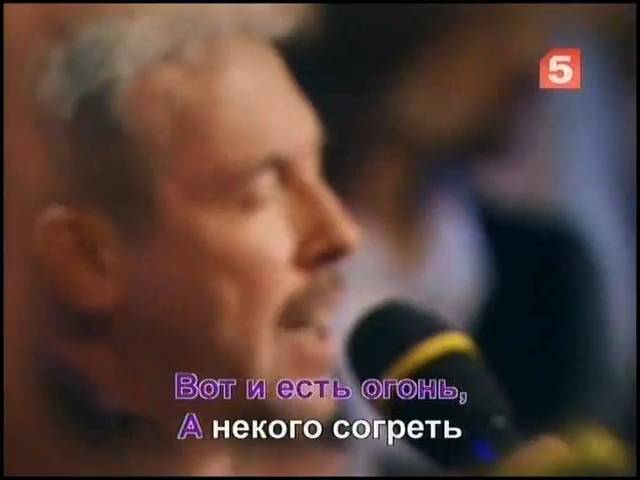 5
Вот и есть огонь,
А некого согреть